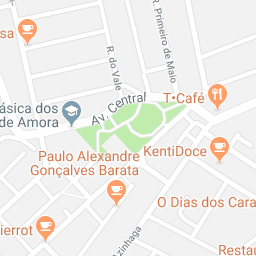 sa
R. do Vale
R. Primeiro de Maio
Av. Central
T•Café
ásica dos
de Amora
Paulo Alexandre
Gonçalves Barata
KentiDoce
O Dias dos Cara
ierrot
zinhaga
Restau